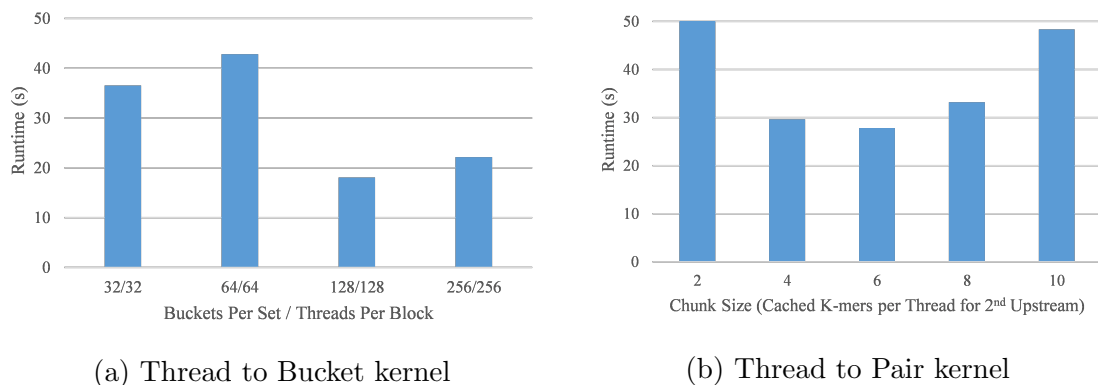 50
40
30
20
10
0
Runtime (s)
32/32 64/64 128/128 256/256
Buckets Per Set / Threads Per Block
(a) Thread to Bucket kernel
50
40
30
20
10
0
Runtime (s)
2 4 6 8 10
Chunk Size (Cached K-mers per Thread for 2nd Upstream)
(b) Thread to Pair kernel